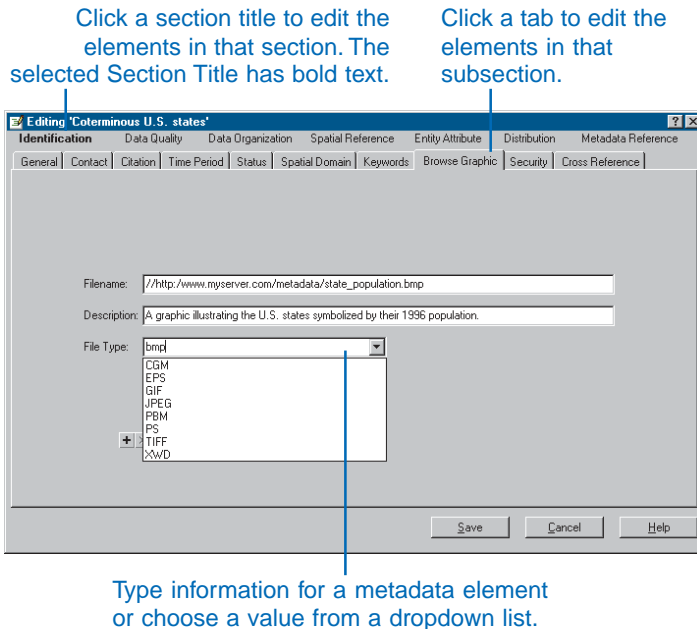 Click a section title to edit the
elements in that section. The
selected Section Title has bold text.
Click a tab to edit the
elements in that
subsection.
Editing 'Coterminous U.S. states'
Identification Data Quality Data Organization Spatial Reference Entity Attribute Distribution Metadata Reference
General Contact Citation Time Period Status Spatial Domain Keywords Browse Graphic Security Cross Reference
Filename: //http:/www.myserver.com/metadata/state_population.bmp
Description: A graphic illustrating the U.S. states symbolized by their 1996 population.
File Type: bmp
CGM
EPS
GIF
JPEG
PBM
PS
TIFF
XWD
Save Cancel Help
Type information for a metadata element
or choose a value from a dropdown list.